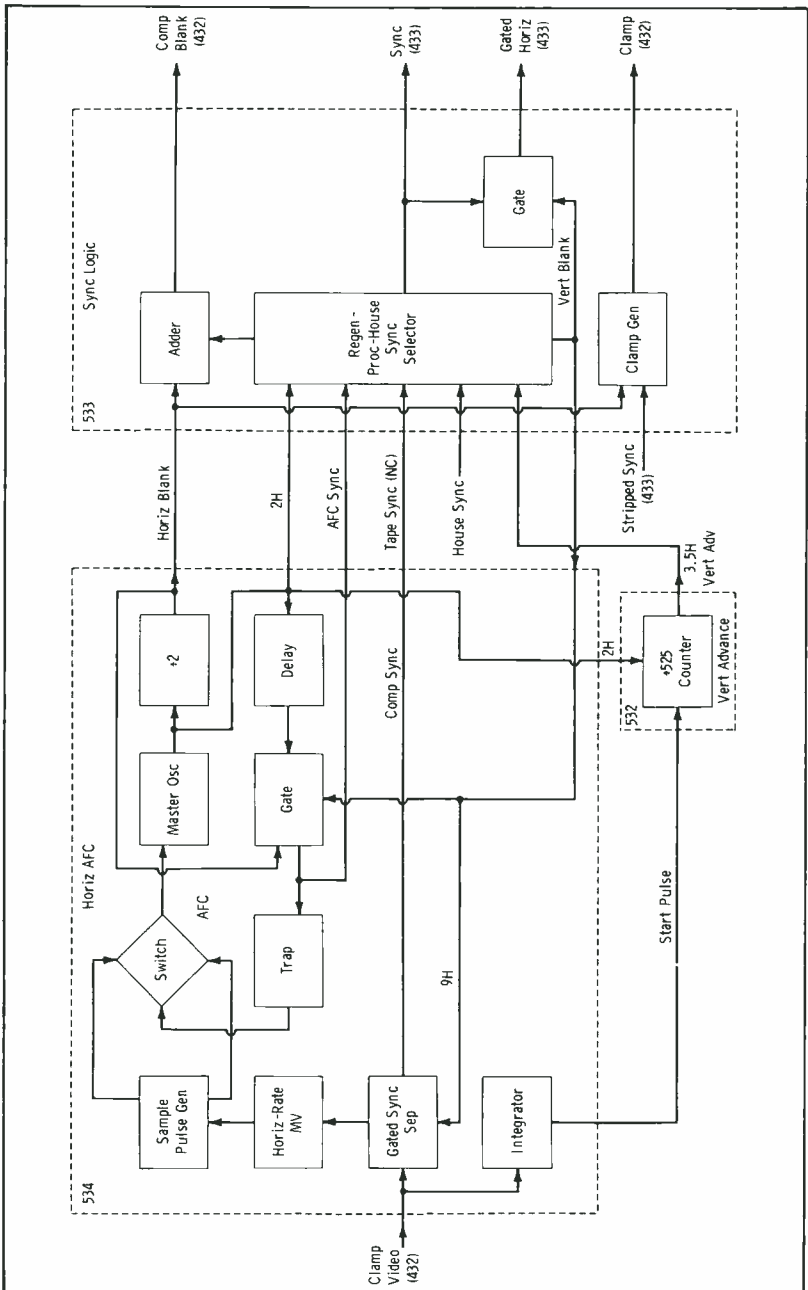 Comp
Blank
(432)
Sync
(433)
Gated
Horiz
(433)
Clamp
(432)
Sync Logic
533
Adder
Regen-
Proc-House
Sync
Selector
Gate
Vert Blank
Clamp Gen
Stripped Sync
(433)
Horiz Blank
2H
AFC Sync
Tape Sync (NC)
House Sync
3.5H
Vert Adv
Horiz AFC
534
÷2
Master Osc
Delay
Gate
AFC
Switch
Trap
Comp Sync
9H
Sample
Pulse Gen
Horiz-Rate
MV
Gated Sync
Sep
Integrator
Clamp
Video
(432)
Start Pulse
2H
532
÷525
Counter
Vert Advance